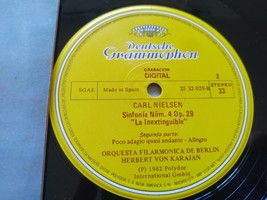 Deutsche
Grammophon
GRABACION
DIGITAL
2
SGAE
Made in Spain
25 32 029-B
STEREO
33
CARL NIELSEN
Sinfonía Núm. 4 Op. 29
"La Inextinguible"
Segunda parte:
Poco adagio quasi andante - Allegro
ORQUESTA FILARMONICA DE BERLIN
HERBERT VON KARAJAN
(P) 1982 Polydor
International GmbH